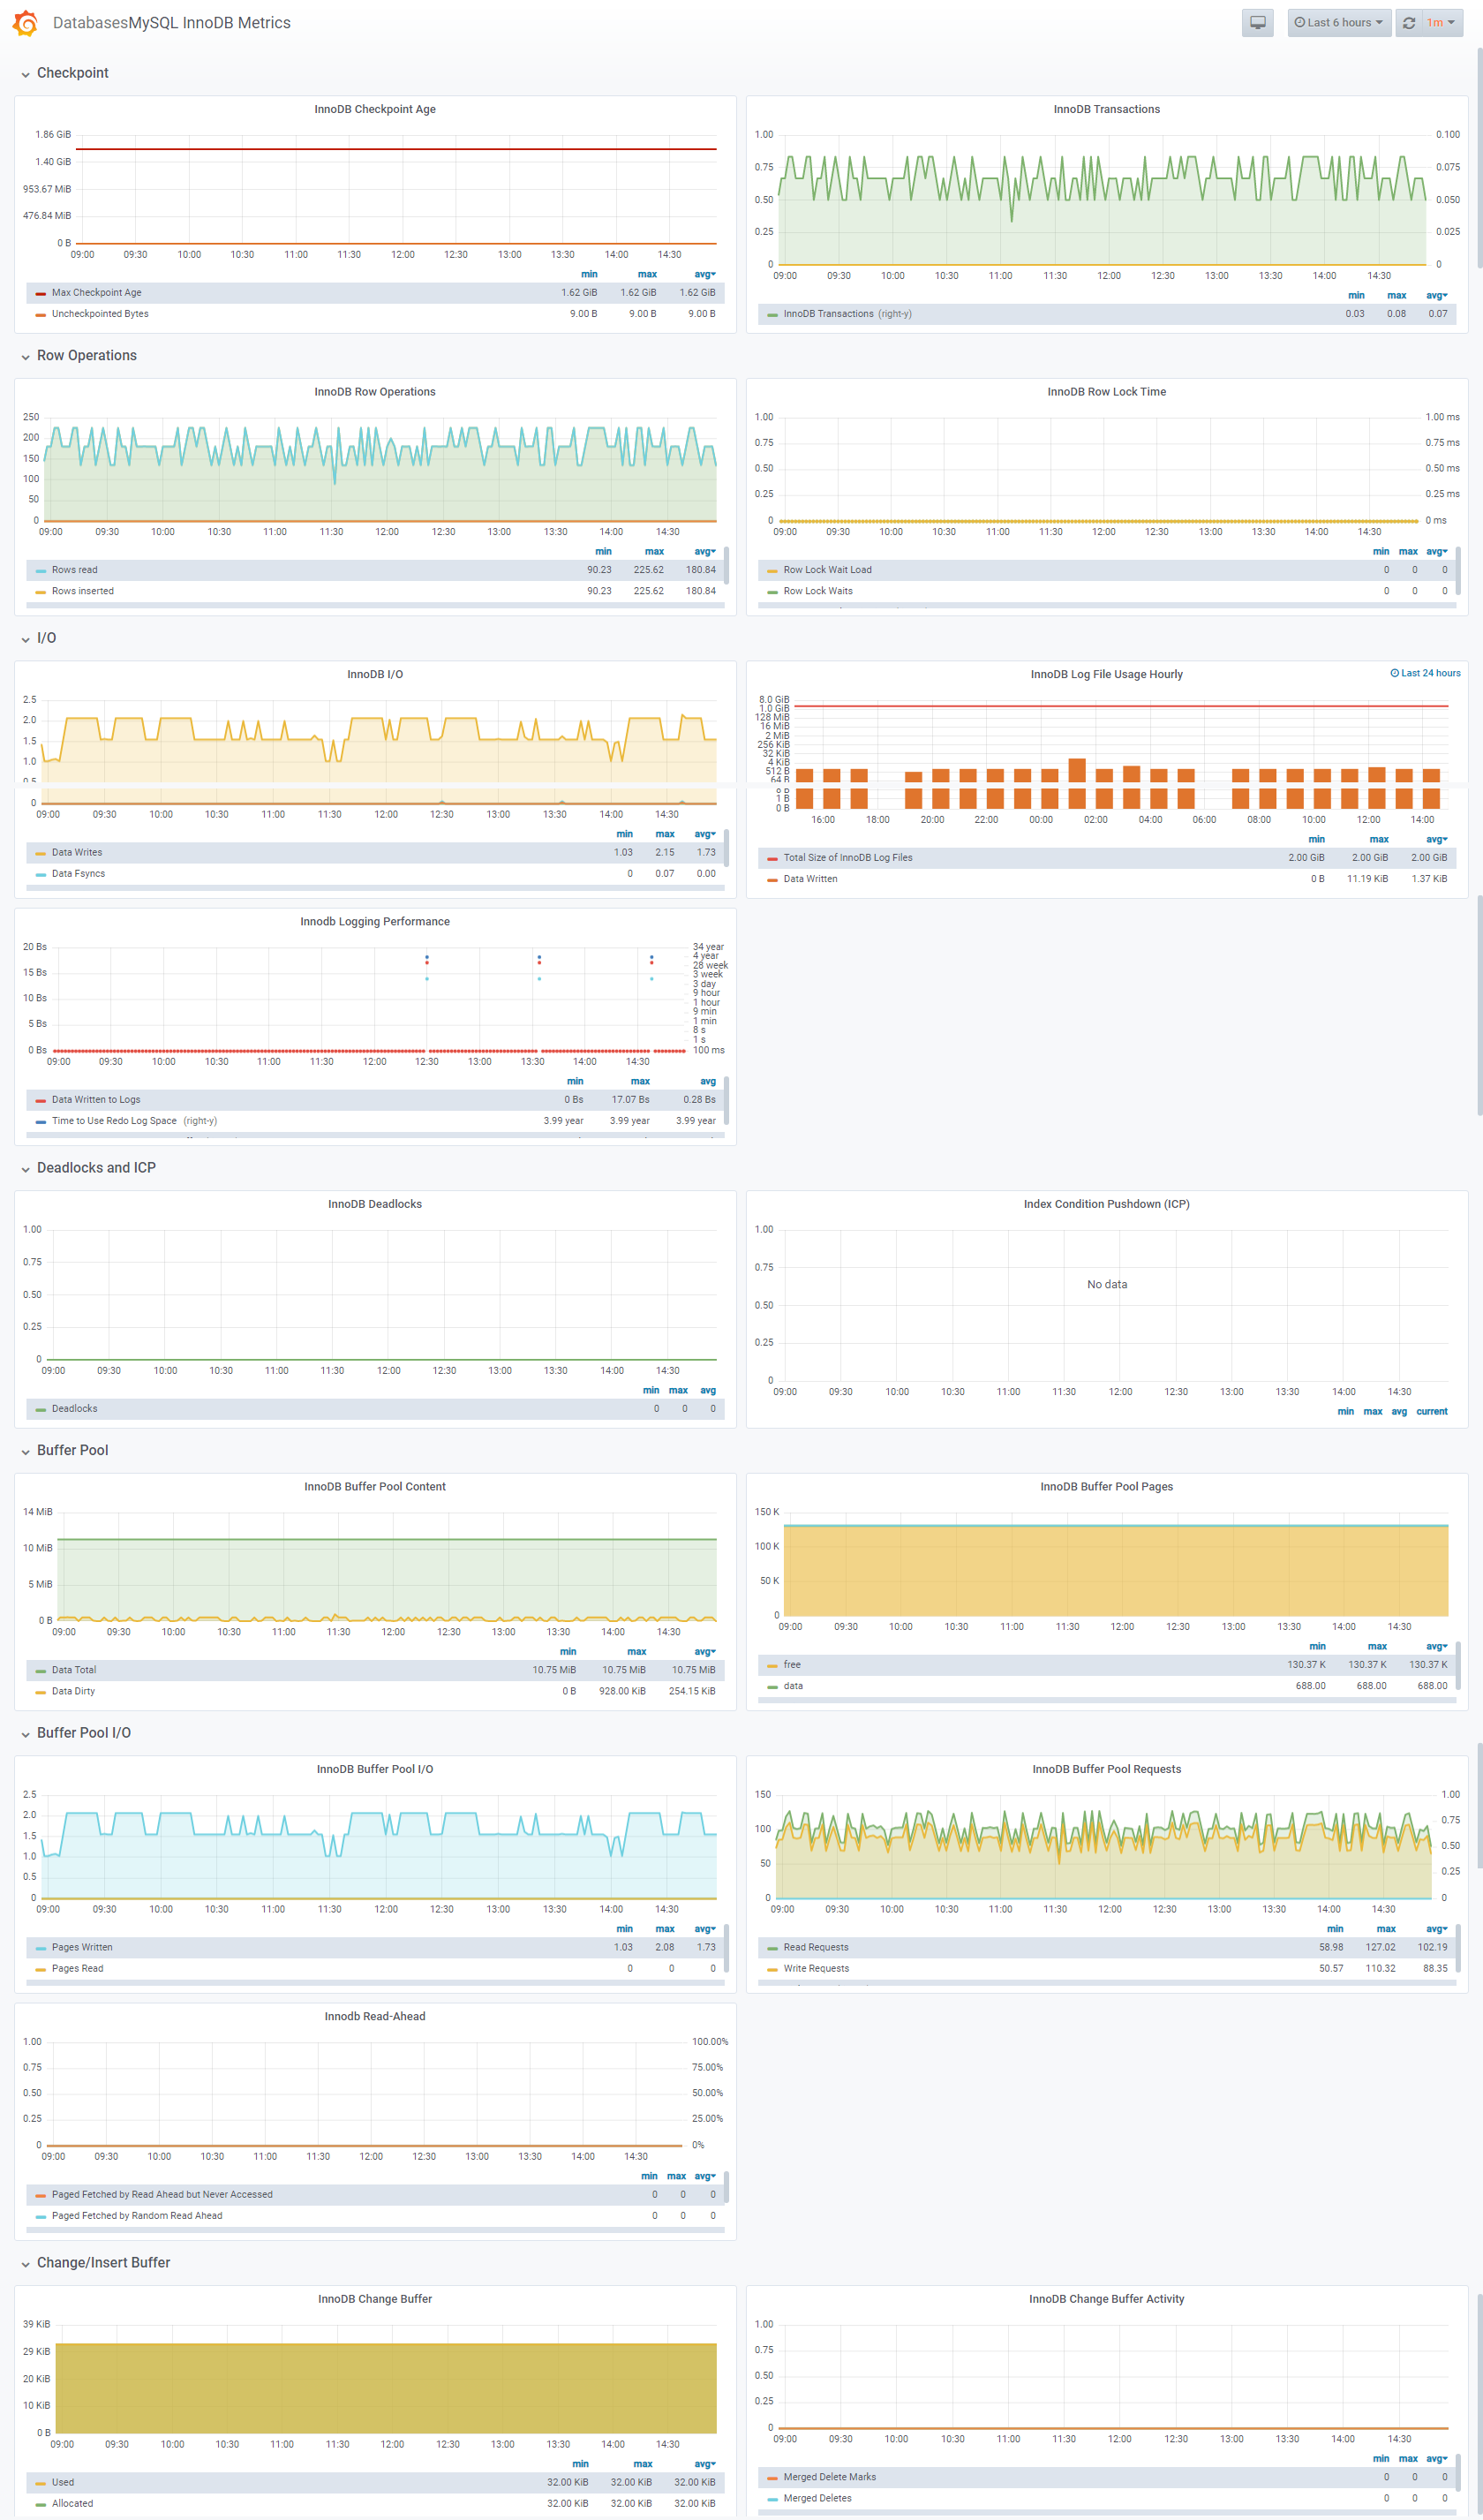 DatabasesMySQL InnoDB Metrics
Last 6 hours
1m
Checkpoint
InnoDB Checkpoint Age
1.86 GiB
1.40 GiB
953.67 MiB
476.84 MiB
0 B
09:00 09:30 10:00 10:30 11:00 11:30 12:00 12:30 13:00 13:30 14:00 14:30
min max avg
Max Checkpoint Age 1.62 GiB 1.62 GiB 1.62 GiB
Uncheckpointed Bytes 9.00 B 9.00 B 9.00 B
InnoDB Transactions
1.00 0.100
0.75 0.075
0.50 0.050
0.25 0.025
0 0
09:00 09:30 10:00 10:30 11:00 11:30 12:00 12:30 13:00 13:30 14:00 14:30
min max avg
InnoDB Transactions (right-y) 0.03 0.08 0.07
Row Operations
InnoDB Row Operations
250
200
150
100
50
0
09:00 09:30 10:00 10:30 11:00 11:30 12:00 12:30 13:00 13:30 14:00 14:30
min max avg
Rows read 90.23 225.62 180.84
Rows inserted 90.23 225.62 180.84
InnoDB Row Lock Time
1.00 1.00 ms
0.75 0.75 ms
0.50 0.50 ms
0.25 0.25 ms
0 0 ms
09:00 09:30 10:00 10:30 11:00 11:30 12:00 12:30 13:00 13:30 14:00 14:30
min max avg
Row Lock Wait Load 0 0 0
Row Lock Waits 0 0 0
I/O
InnoDB I/O
2.5
2.0
1.5
1.0
0.5
0
09:00 09:30 10:00 10:30 11:00 11:30 12:00 12:30 13:00 13:30 14:00 14:30
min max avg
Data Writes 1.03 2.15 1.73
Data Fsyncs 0 0.07 0.00
InnoDB Log File Usage Hourly
Last 24 hours
8.0 GiB
1.0 GiB
128 MiB
16 MiB
2 MiB
256 KiB
32 KiB
4 KiB
512 B
64 B
8 B
1 B
0 B
16:00 18:00 20:00 22:00 00:00 02:00 04:00 06:00 08:00 10:00 12:00 14:00
min max avg
Total Size of InnoDB Log Files 2.00 GiB 2.00 GiB 2.00 GiB
Data Written 0 B 11.19 KiB 1.37 KiB
Innodb Logging Performance
20 Bs
15 Bs
10 Bs
5 Bs
0 Bs
34 year
4 year
28 week
3 week
3 day
9 hour
1 hour
9 min
1 min
8 s
1 s
100 ms
09:00 09:30 10:00 10:30 11:00 11:30 12:00 12:30 13:00 13:30 14:00 14:30
min max avg
Data Written to Logs 0 Bs 17.07 Bs 0.28 Bs
Time to Use Redo Log Space (right-y) 3.99 year 3.99 year 3.99 year
Deadlocks and ICP
InnoDB Deadlocks
1.00
0.75
0.50
0.25
0
09:00 09:30 10:00 10:30 11:00 11:30 12:00 12:30 13:00 13:30 14:00 14:30
min max avg
Deadlocks 0 0 0
Index Condition Pushdown (ICP)
1.00
0.75
No data
0.50
0.25
0
09:00 09:30 10:00 10:30 11:00 11:30 12:00 12:30 13:00 13:30 14:00 14:30
min max avg current
Buffer Pool
InnoDB Buffer Pool Content
14 MiB
10 MiB
5 MiB
0 B
09:00 09:30 10:00 10:30 11:00 11:30 12:00 12:30 13:00 13:30 14:00 14:30
min max avg
Data Total 10.75 MiB 10.75 MiB 10.75 MiB
Data Dirty 0 B 928.00 KiB 254.15 KiB
InnoDB Buffer Pool Pages
150 K
100 K
50 K
0
09:00 09:30 10:00 10:30 11:00 11:30 12:00 12:30 13:00 13:30 14:00 14:30
min max avg
free 130.37 K 130.37 K 130.37 K
data 688.00 688.00 688.00
Buffer Pool I/O
InnoDB Buffer Pool I/O
2.5
2.0
1.5
1.0
0.5
0
09:00 09:30 10:00 10:30 11:00 11:30 12:00 12:30 13:00 13:30 14:00 14:30
min max avg
Pages Written 1.03 2.08 1.73
Pages Read 0 0 0
InnoDB Buffer Pool Requests
150
100
50
0
1.00
0.75
0.50
0.25
0
09:00 09:30 10:00 10:30 11:00 11:30 12:00 12:30 13:00 13:30 14:00 14:30
min max avg
Read Requests 58.98 127.02 102.19
Write Requests 50.57 110.32 88.35
Innodb Read-Ahead
1.00 100.00%
0.75 75.00%
0.50 50.00%
0.25 25.00%
0 0%
09:00 09:30 10:00 10:30 11:00 11:30 12:00 12:30 13:00 13:30 14:00 14:30
min max avg
Paged Fetched by Read Ahead but Never Accessed 0 0 0
Paged Fetched by Random Read Ahead 0 0 0
Change/Insert Buffer
InnoDB Change Buffer
39 KiB
29 KiB
20 KiB
10 KiB
0 B
09:00 09:30 10:00 10:30 11:00 11:30 12:00 12:30 13:00 13:30 14:00 14:30
min max avg
Used 32.00 KiB 32.00 KiB 32.00 KiB
Allocated 32.00 KiB 32.00 KiB 32.00 KiB
InnoDB Change Buffer Activity
1.00
0.75
0.50
0.25
0
09:00 09:30 10:00 10:30 11:00 11:30 12:00 12:30 13:00 13:30 14:00 14:30
min max avg
Merged Delete Marks 0 0 0
Merged Deletes 0 0 0